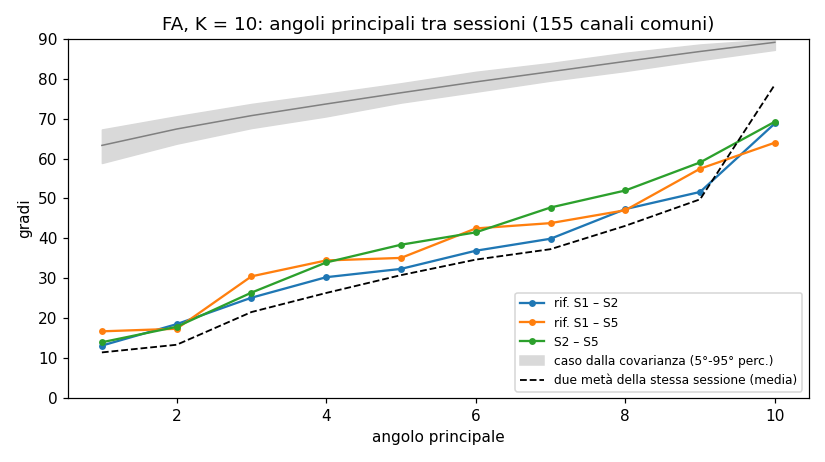 FA, K = 10: angoli principali tra sessioni (155 canali comuni)
90
80
70
60
50
40
30
20
10
0
gradi
2
4
6
8
10
angolo principale
rif. S1 – S2
rif. S1 – S5
S2 – S5
caso dalla covarianza (5°-95° perc.)
due metà della stessa sessione (media)